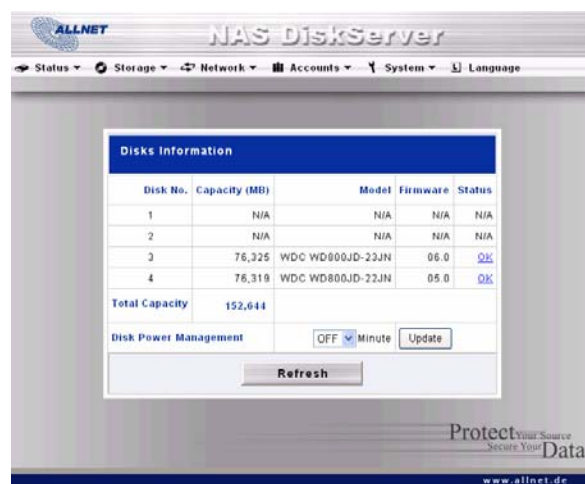 ALLNET
NAS DiskServer
Status Storage Network Accounts System Language
Disks Information
Disk No. Capacity (MB) Model Firmware Status
1 N/A N/A N/A N/A
2 N/A N/A N/A N/A
3 76,325 WDC WD800JD-23JN 06.0 OK
4 76,319 WDC WD800JD-22JN 05.0 OK
Total Capacity 152,644
Disk Power Management OFF Minute Update
Refresh
Protect Your Source
Secure Your Data
www.allnet.de